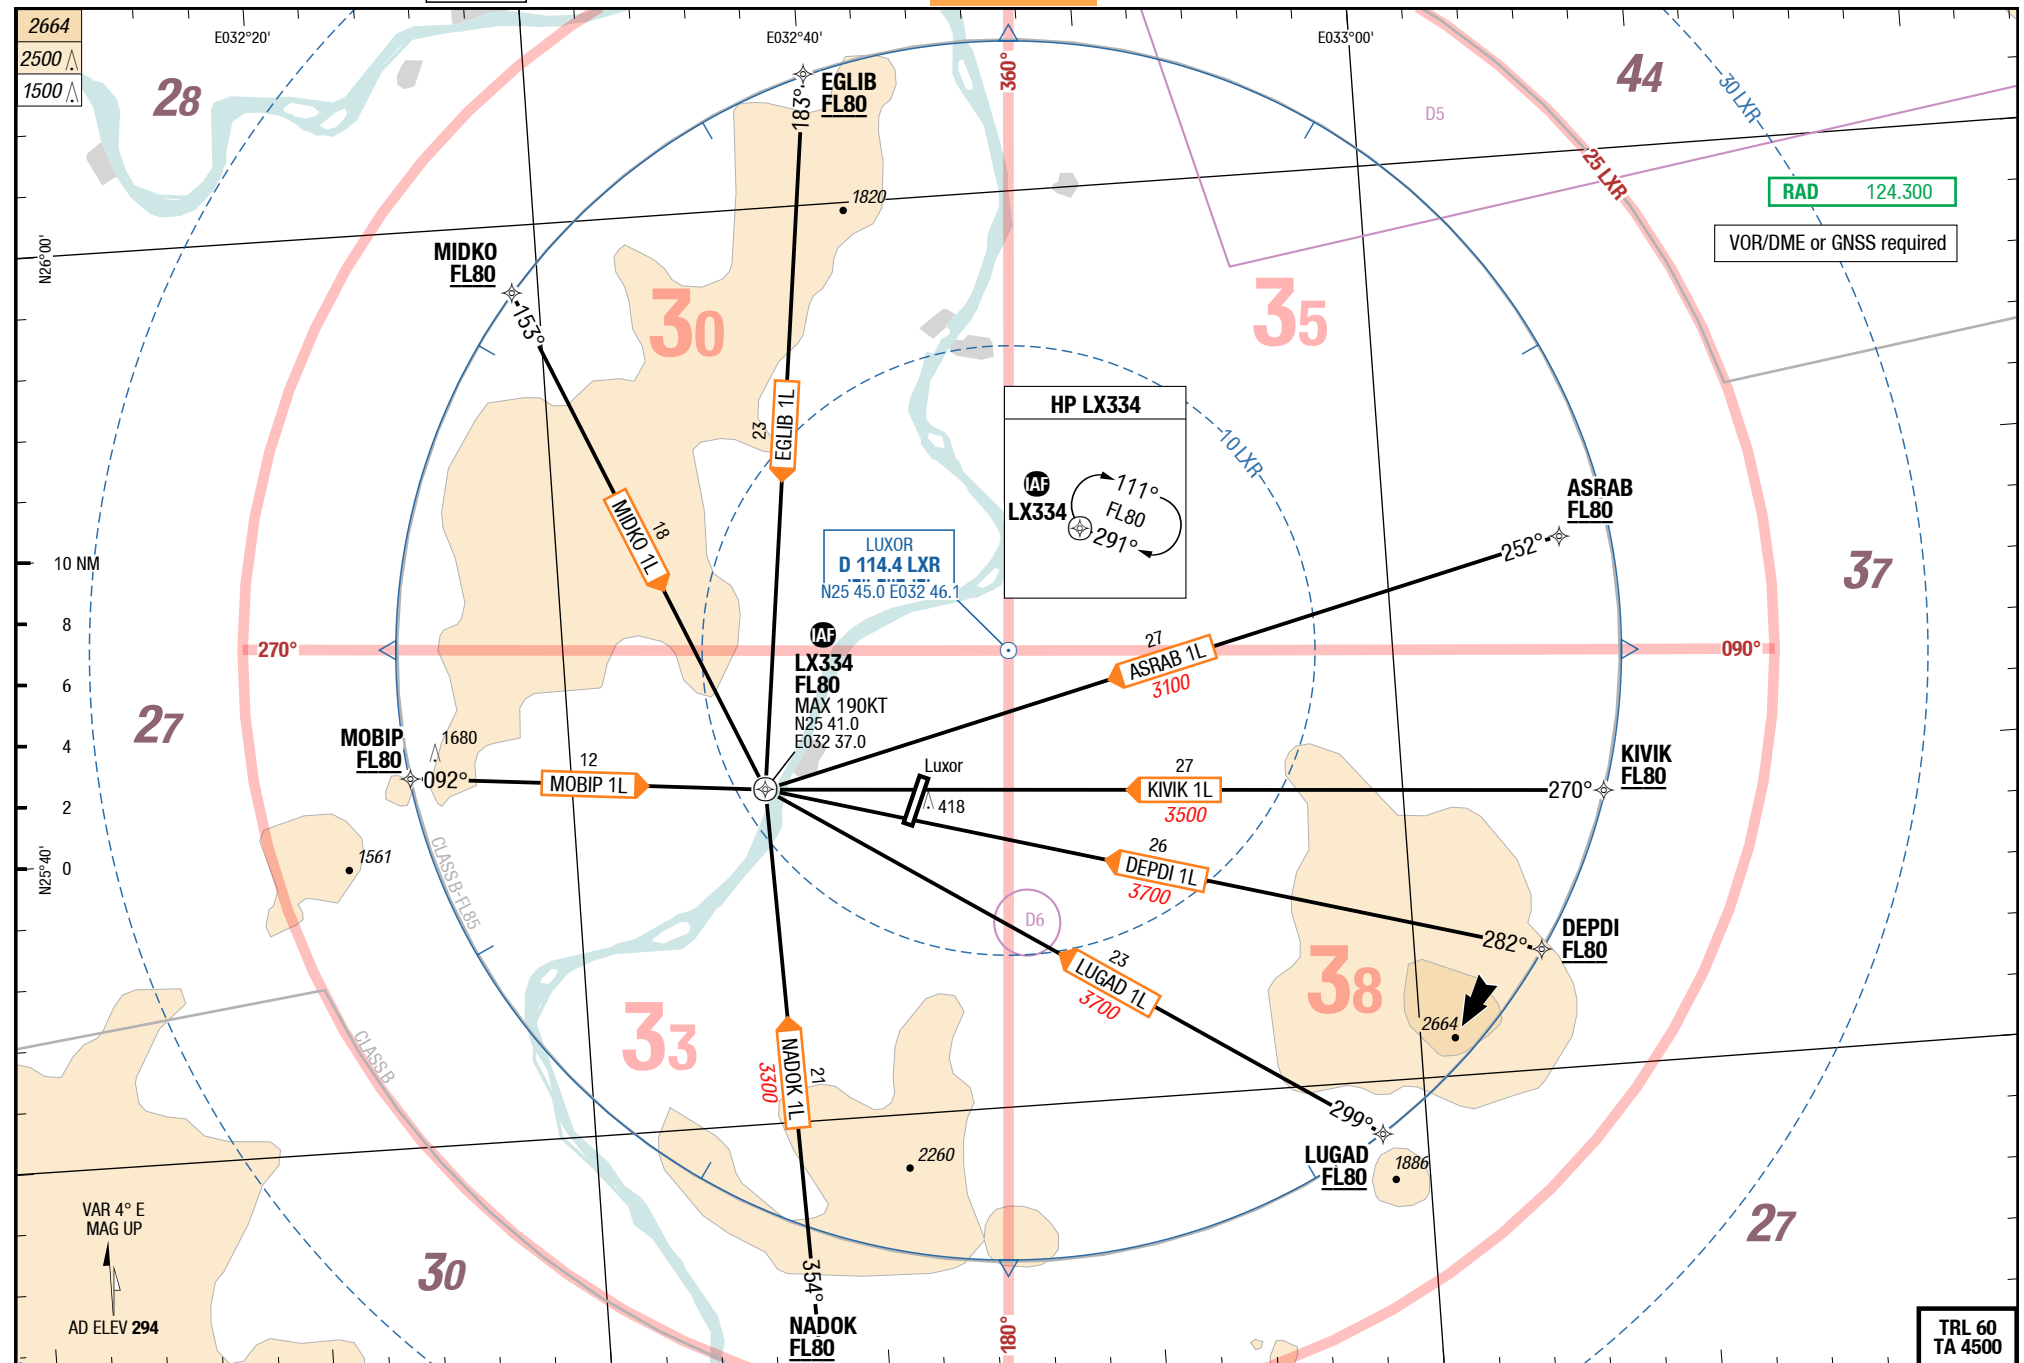 2664
2500
1500
E032°20'
E032°40'
E033°00'
28
44
360°
D5
30 LXR
25 LXR
EGLIB
FL80
183°
1820
RAD 124.300
VOR/DME or GNSS required
N26°00'
MIDKO
FL80
153°
30
35
EGLIB 1L
23
HP LX334
IAF
LX334
111°
FL80
291°
10 LXR
ASRAB
FL80
252°
MIDKO 1L
18
LUXOR
D 114.4 LXR
N25 45.0 E032 46.1
10 NM
8
6
4
2
0
37
270°
090°
IAF
LX334
FL80
MAX 190KT
N25 41.0
E032 37.0
27
ASRAB 1L
3100
27
MOBIP
FL80
1680
092°
12
MOBIP 1L
Luxor
418
27
KIVIK 1L
3500
270°
KIVIK
FL80
N25°40'
1561
CLASS B-FL85
26
DEPDI 1L
3700
282°
DEPDI
FL80
D6
23
LUGAD 1L
3700
38
2664
33
CLASS B
NADOK 1L
21
3300
299°
LUGAD
FL80
1886
2260
VAR 4° E
MAG UP
AD ELEV 294
30
27
354°
NADOK
FL80
180°
TRL 60
TA 4500